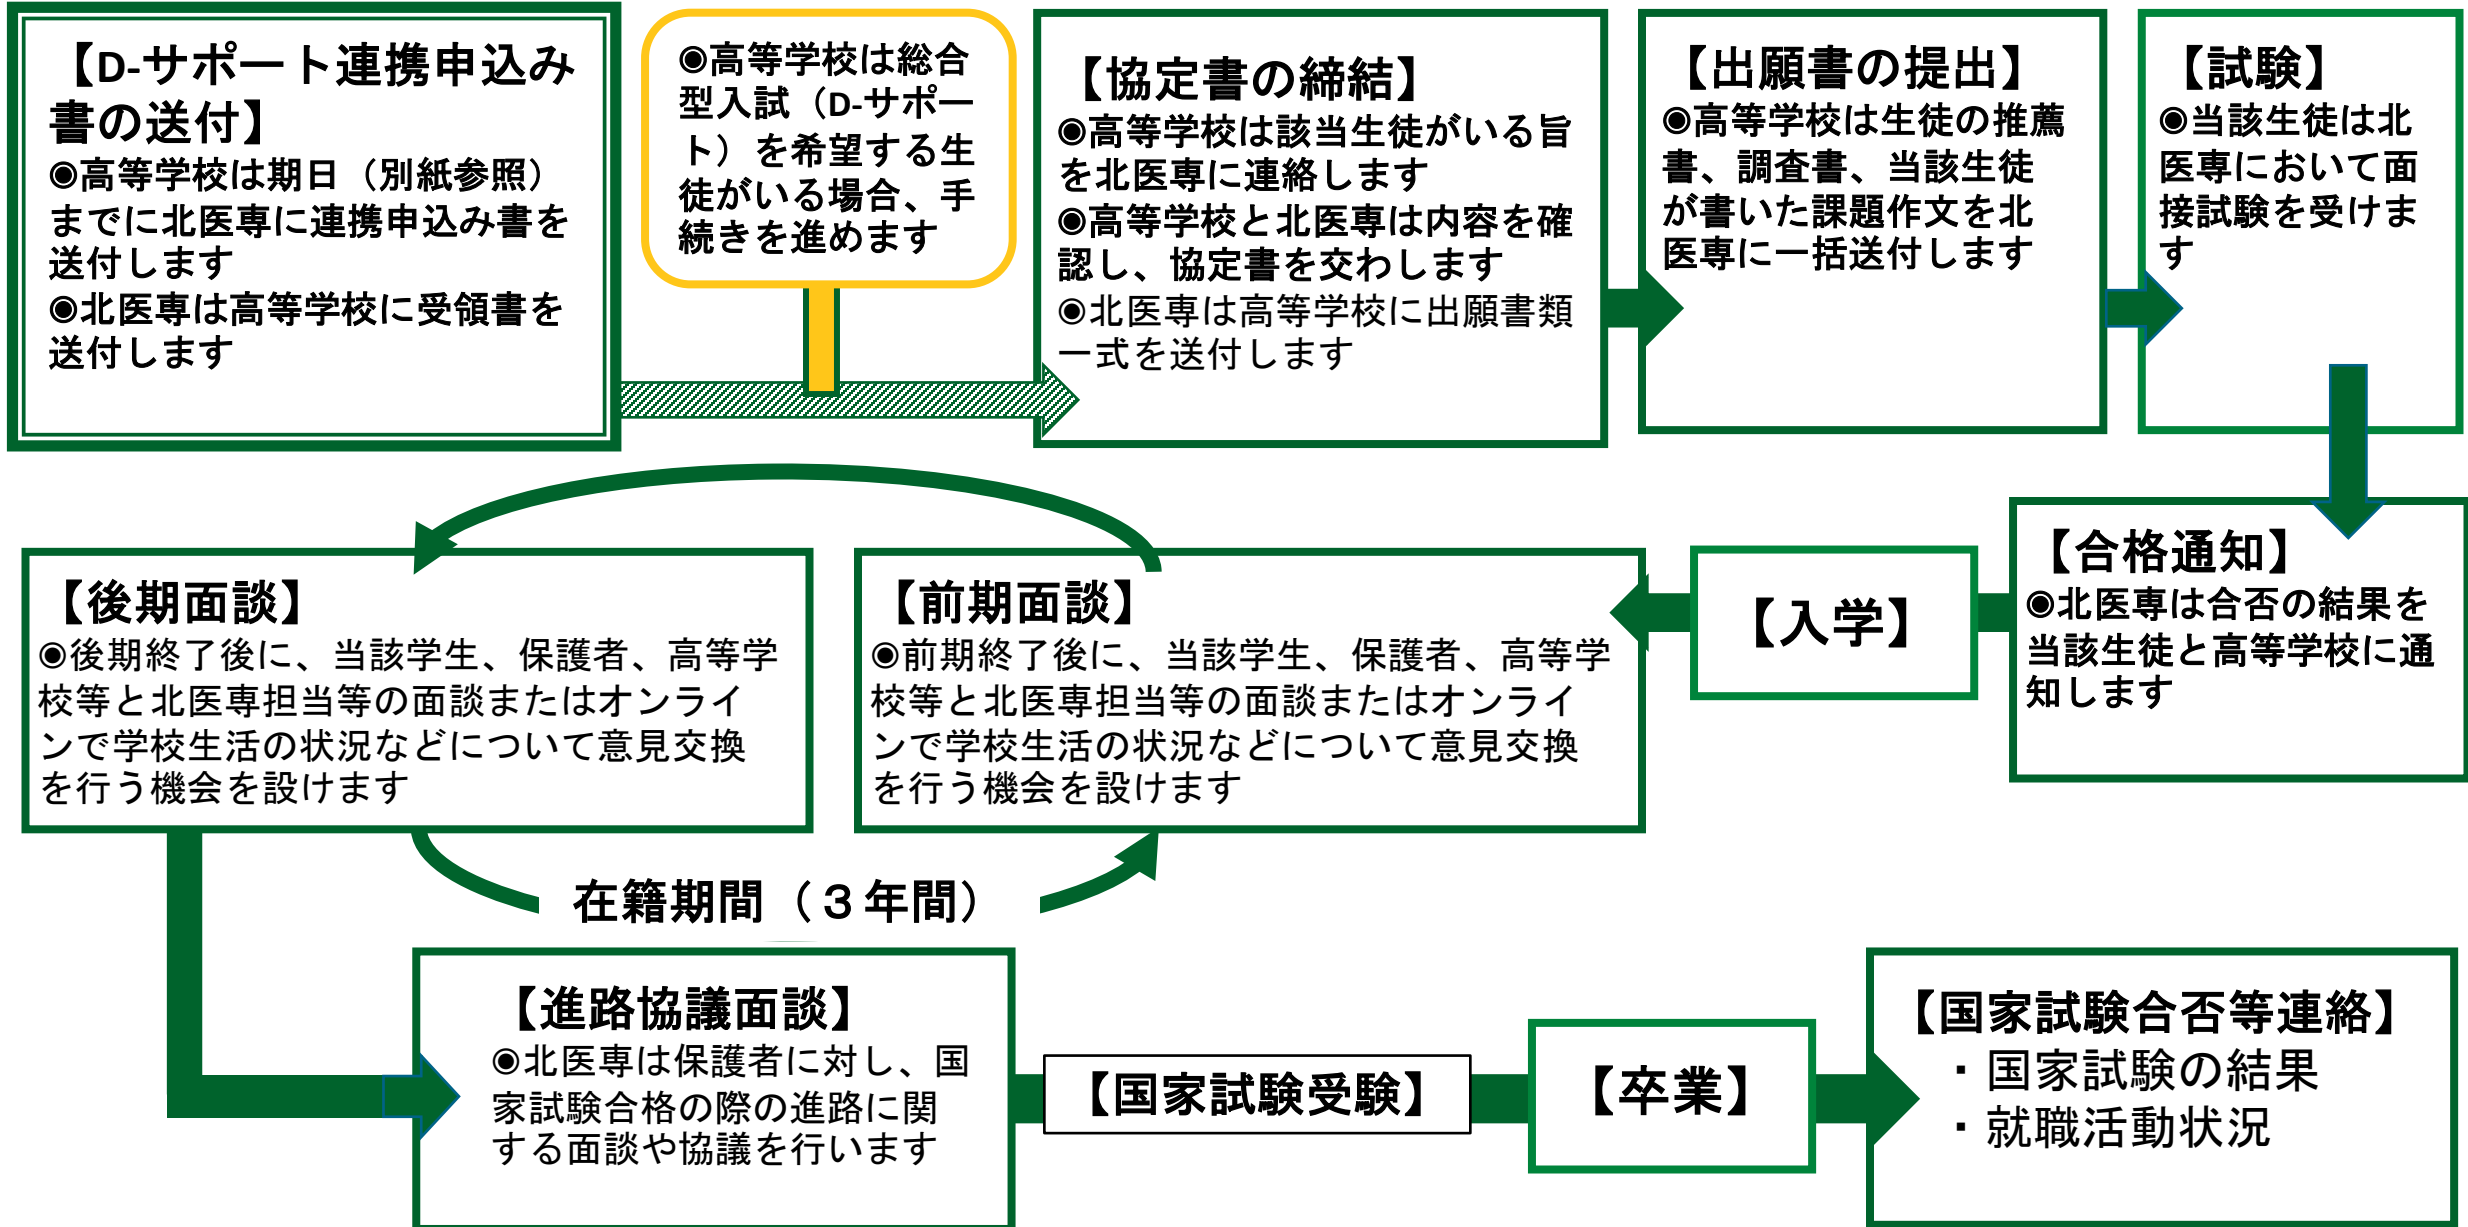 【D-サポート連携申込み
書の送付】
◉高等学校は期日（別紙参照）
までに北医専に連携申込み書を
送付します
◉北医専は高等学校に受領書を
送付します
◉高等学校は総合
型入試（D-サポー
ト）を希望する生
徒がいる場合、手
続きを進めます
【協定書の締結】
◉高等学校は該当生徒がいる旨
を北医専に連絡します
◉高等学校と北医専は内容を確
認し、協定書を交わします
◉北医専は高等学校に出願書類
一式を送付します
【出願書の提出】
◉高等学校は生徒の推薦
書、調査書、当該生徒
が書いた課題作文を北
医専に一括送付します
【試験】
◉当該生徒は北
医専において面
接試験を受けま
す
【合格通知】
◉北医専は合否の結果を
当該生徒と高等学校に通
知します
【入学】
【前期面談】
◉前期終了後に、当該学生、保護者、高等学
校等と北医専担当等の面談またはオンライ
ンで学校生活の状況などについて意見交換
を行う機会を設けます
【後期面談】
◉後期終了後に、当該学生、保護者、高等学
校等と北医専担当等の面談またはオンライ
ンで学校生活の状況などについて意見交換
を行う機会を設けます
在籍期間（３年間）
【進路協議面談】
◉北医専は保護者に対し、国
家試験合格の際の進路に関
する面談や協議を行います
【国家試験受験】
【卒業】
【国家試験合否等連絡】
・国家試験の結果
・就職活動状況